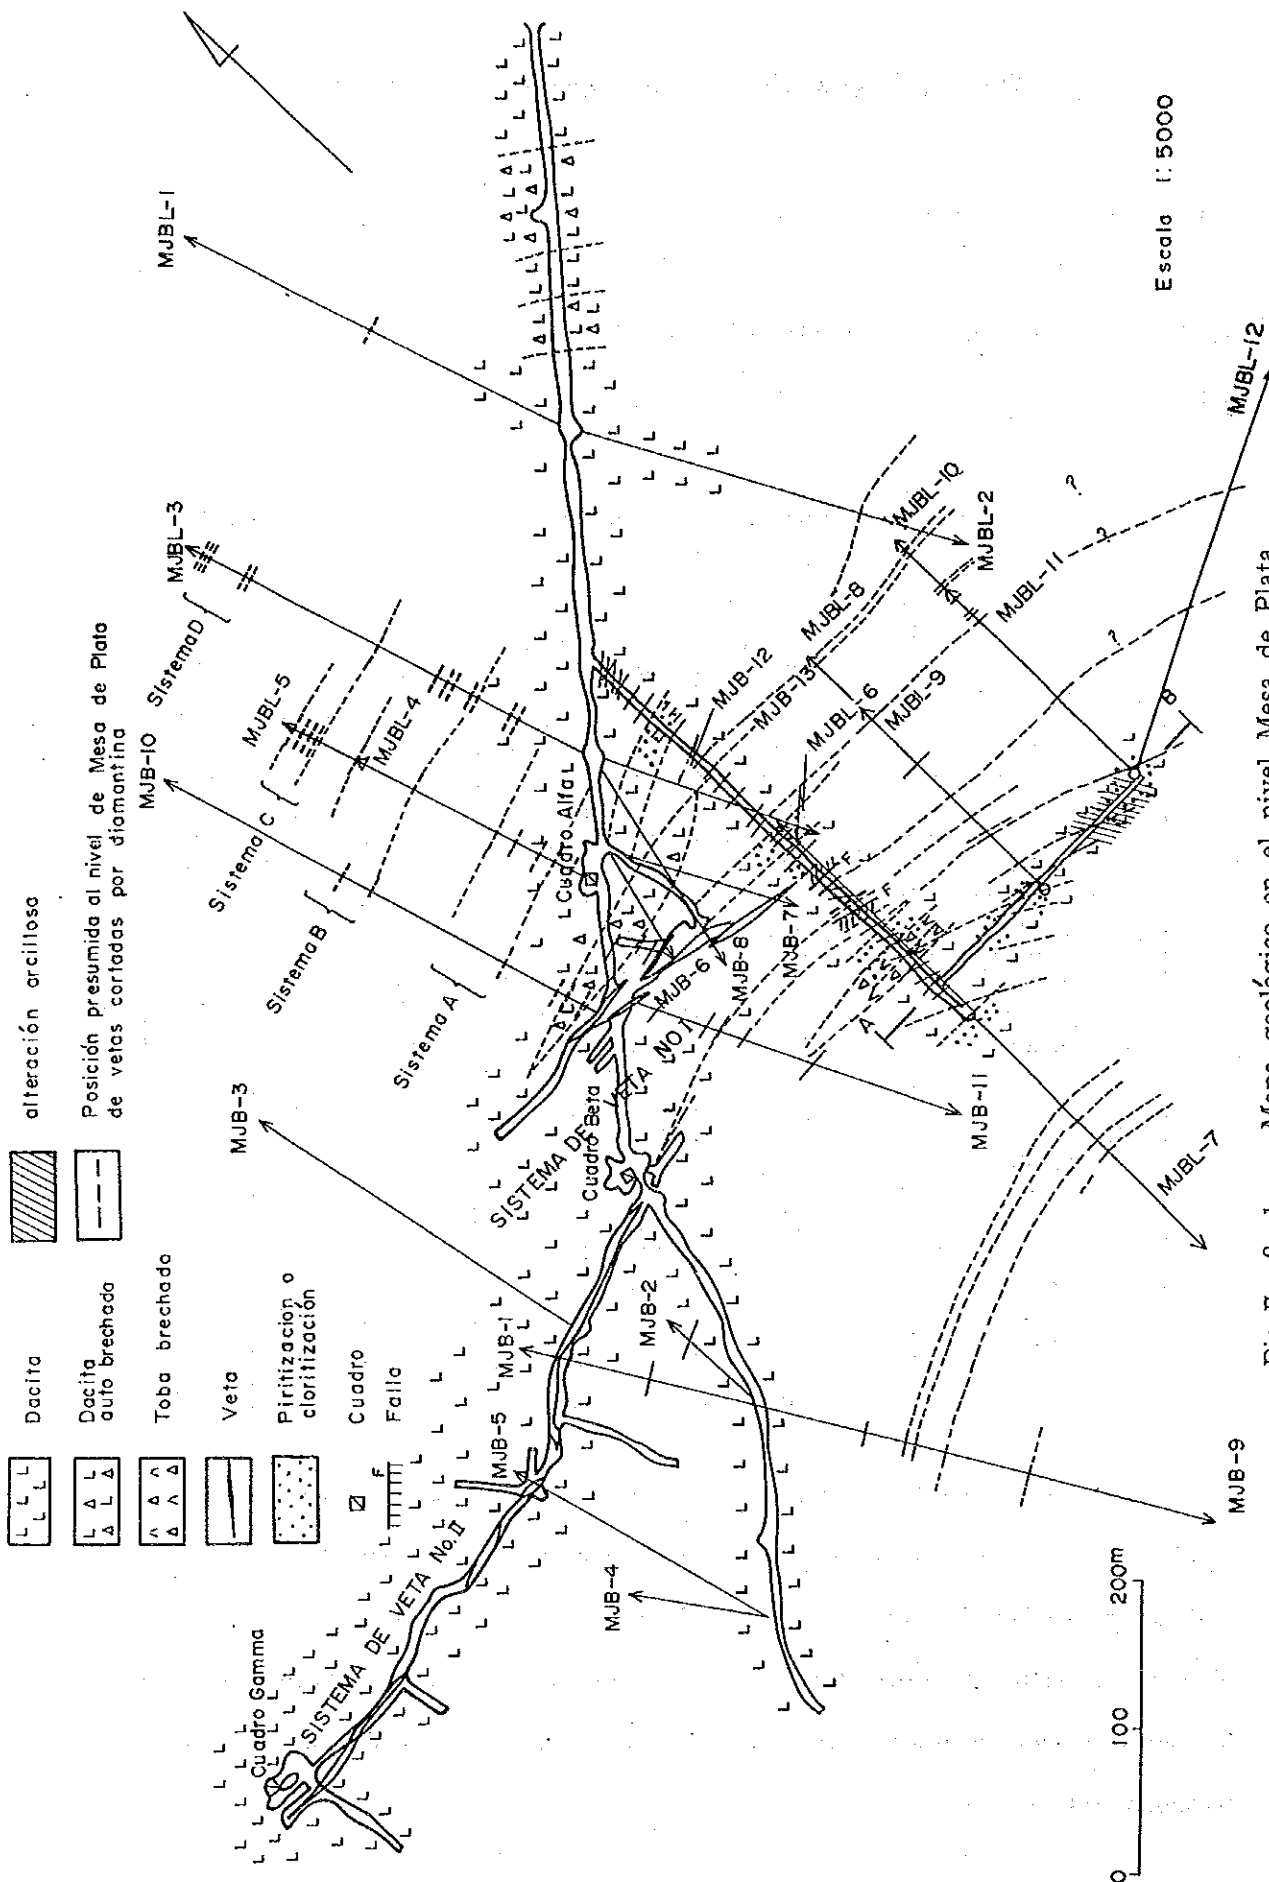 Dacita
Dacita
auto brechada
Toba brechada
Veta
Piritizacion o
cloritización
Cuadro
Falla
F
alteración arcillosa
Posición presumida al nivel de Mesa de Plata
de vetas cortadas por diamantina
Cuadro Gamma
SISTEMA DE VETA No.II
MJB-5
MJB-1
MJB-3
MJB-4
MJB-2
MJB-9
SISTEMA DE VETA NO 1
Cuadro Beta
Sistema A
Sistema B
Sistema C
Sistema D
MJB-10
MJBL-5
MJBL-4
MJBL-3
MJBL-1
Cuadro Alfa
MJB-6
MJB-8
MJB-7
MJB-11
MJBL-7
MJB-12
MJB-13
MJBL-8
MJBL-6
MJBL-9
MJBL-10
MJBL-2
MJBL-11
MJBL-12
F
F
A
B
?
?
?
0 100 200m
Escala 1:5000
Mapa geológico en el nivel Mesa de Plata